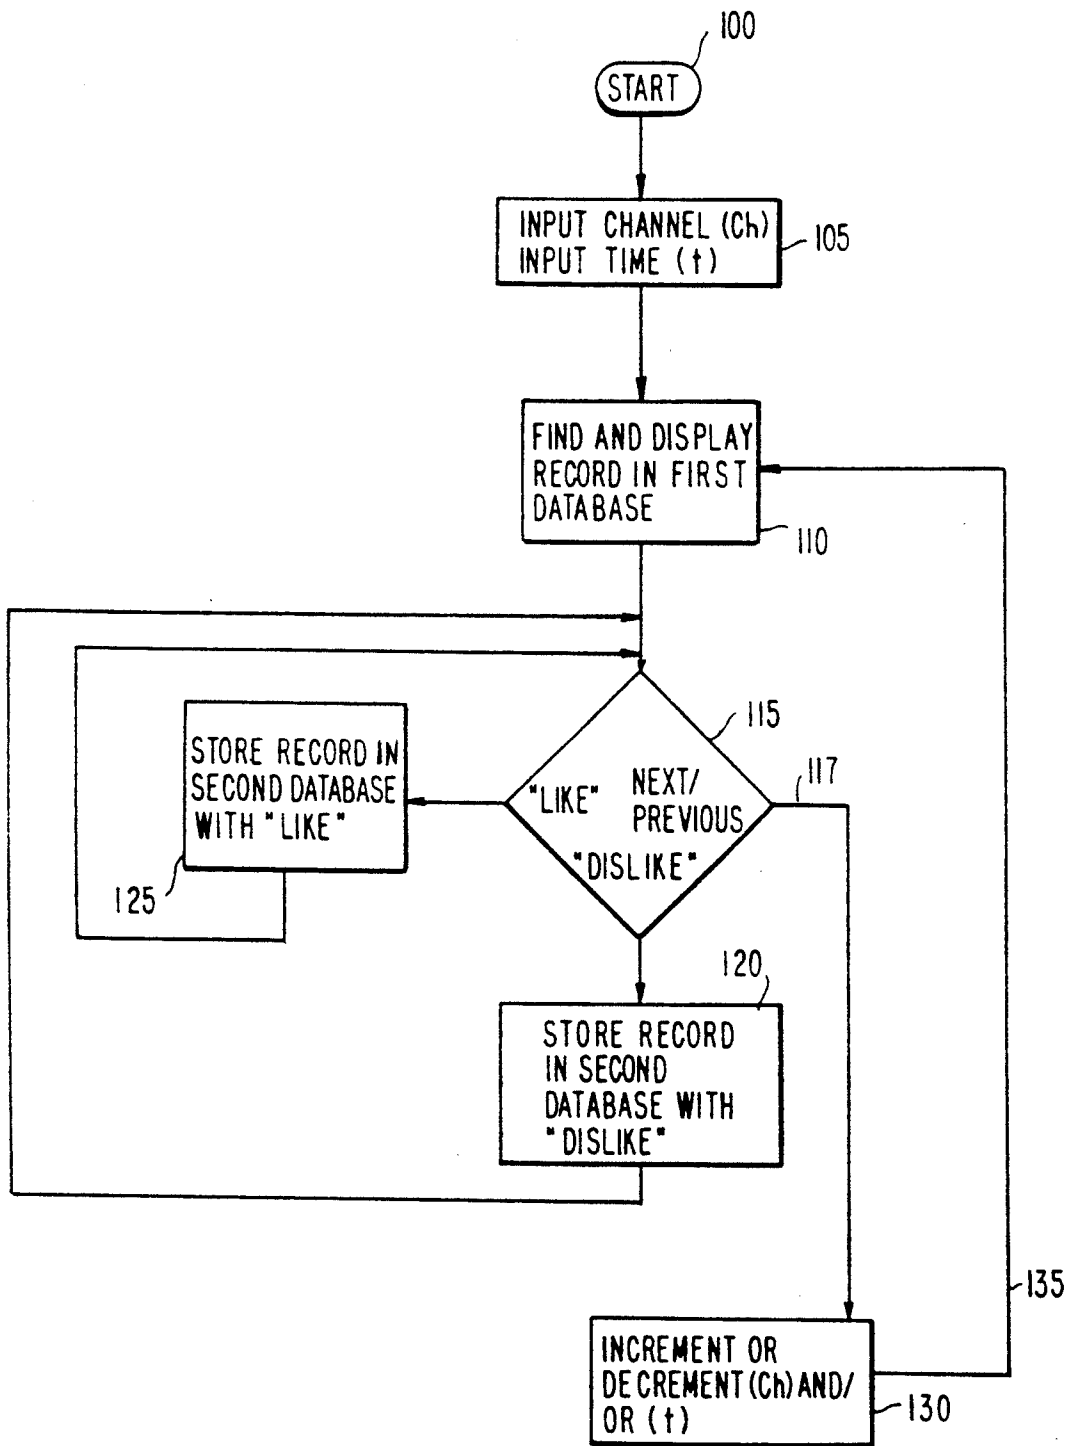 100
START
INPUT CHANNEL (Ch)
INPUT TIME (t)
105
FIND AND DISPLAY
RECORD IN FIRST
DATABASE
110
115
117
STORE RECORD IN
SECOND DATABASE
WITH "LIKE"
125
"LIKE"
NEXT/
PREVIOUS
"DISLIKE"
120
STORE RECORD
IN SECOND
DATABASE WITH
"DISLIKE"
135
INCREMENT OR
DECREMENT (Ch) AND/
OR (t)
130